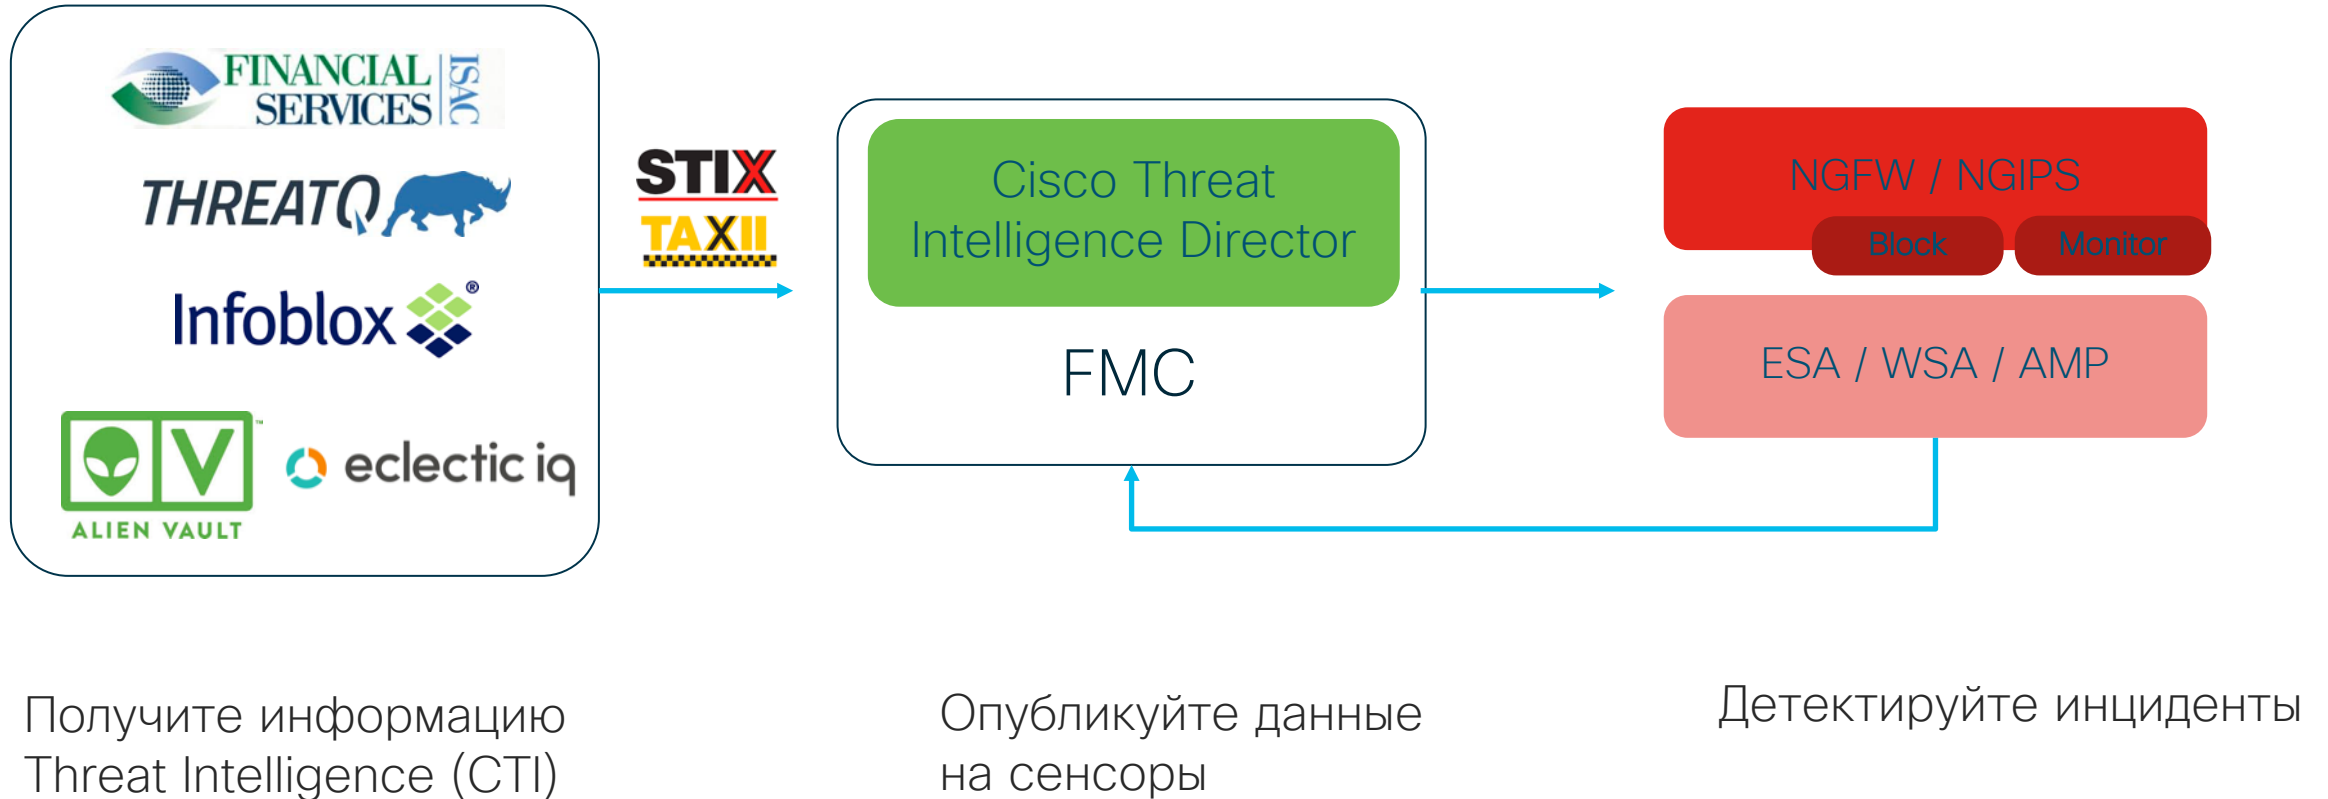 FINANCIAL
SERVICES
ISAC
THREATQ
Infoblox®
ALIEN VAULT
eclectic iq
STIX
TAXII
Cisco Threat
Intelligence Director
FMC
NGFW / NGIPS
Block
Monitor
ESA / WSA / AMP
Получите информацию
Threat Intelligence (CTI)
Опубликуйте данные
на сенсоры
Детектируйте инциденты